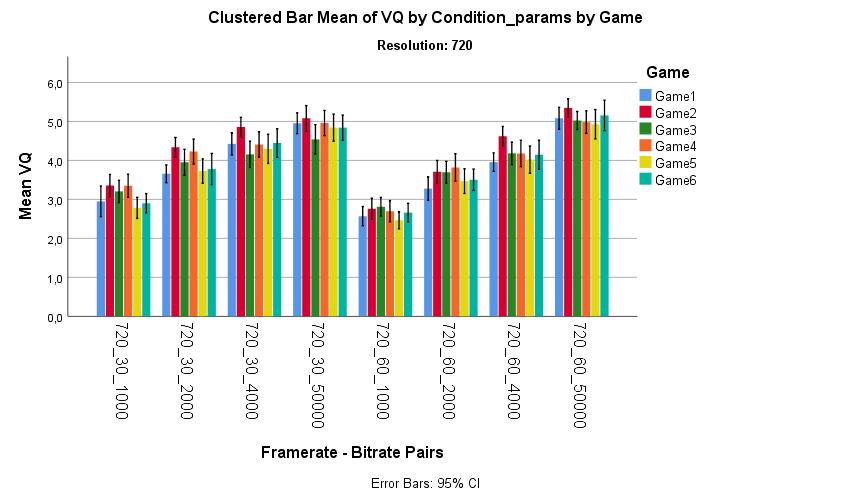 Clustered Bar Mean of VQ by Condition_params by Game
Resolution: 720
Game
Game1
Game2
Game3
Game4
Game5
Game6
Mean VQ
6,0
5,0
4,0
3,0
2,0
1,0
0,0
720_30_1000
720_30_2000
720_30_4000
720_30_50000
720_60_1000
720_60_2000
720_60_4000
720_60_50000
Framerate - Bitrate Pairs
Error Bars: 95% CI